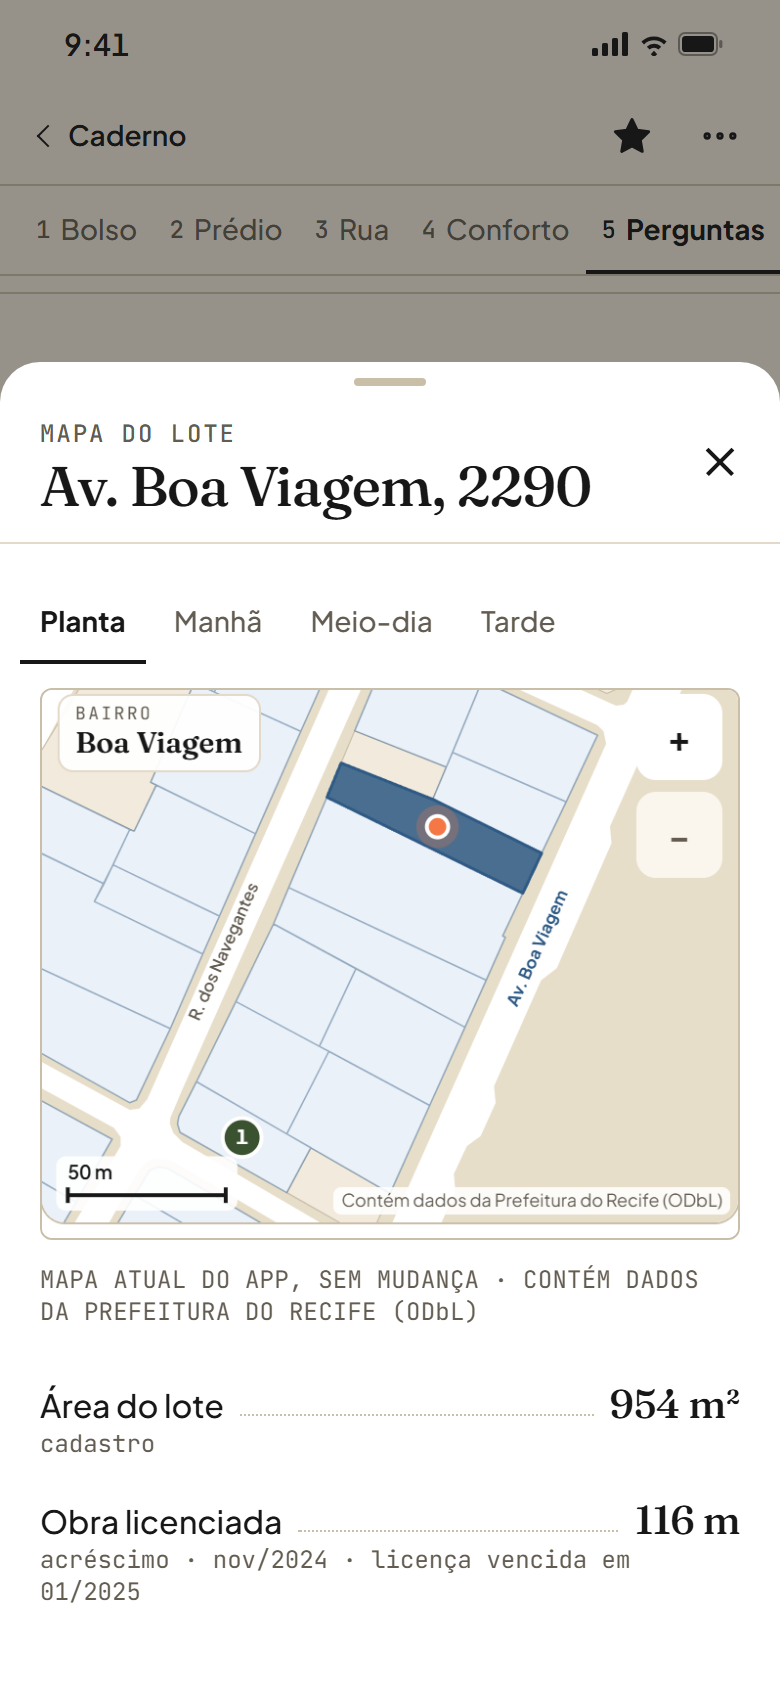 9:41
Caderno
1 Bolso 2 Prédio 3 Rua 4 Conforto 5 Perguntas
MAPA DO LOTE
Av. Boa Viagem, 2290
Planta Manhã Meio-dia Tarde
BAIRRO
Boa Viagem
+
−
R. dos Navegantes
Av. Boa Viagem
1
50 m
Contém dados da Prefeitura do Recife (ODbL)
MAPA ATUAL DO APP, SEM MUDANÇA · CONTÉM DADOS
DA PREFEITURA DO RECIFE (ODbL)
Área do lote 954 m²
cadastro
Obra licenciada 116 m
acréscimo · nov/2024 · licença vencida em
01/2025